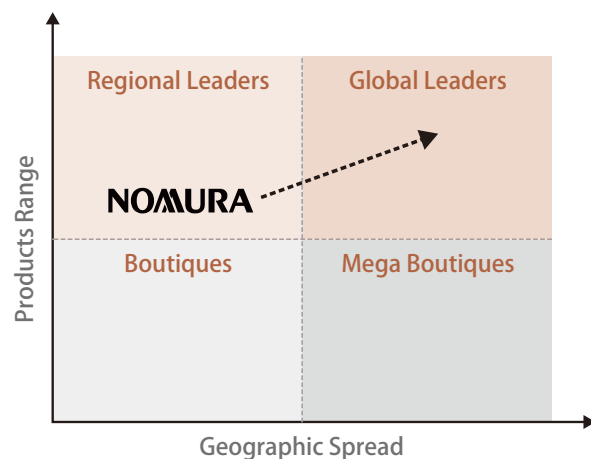 Regional Leaders
Global Leaders
NOMURA
Boutiques
Mega Boutiques
Products Range
Geographic Spread